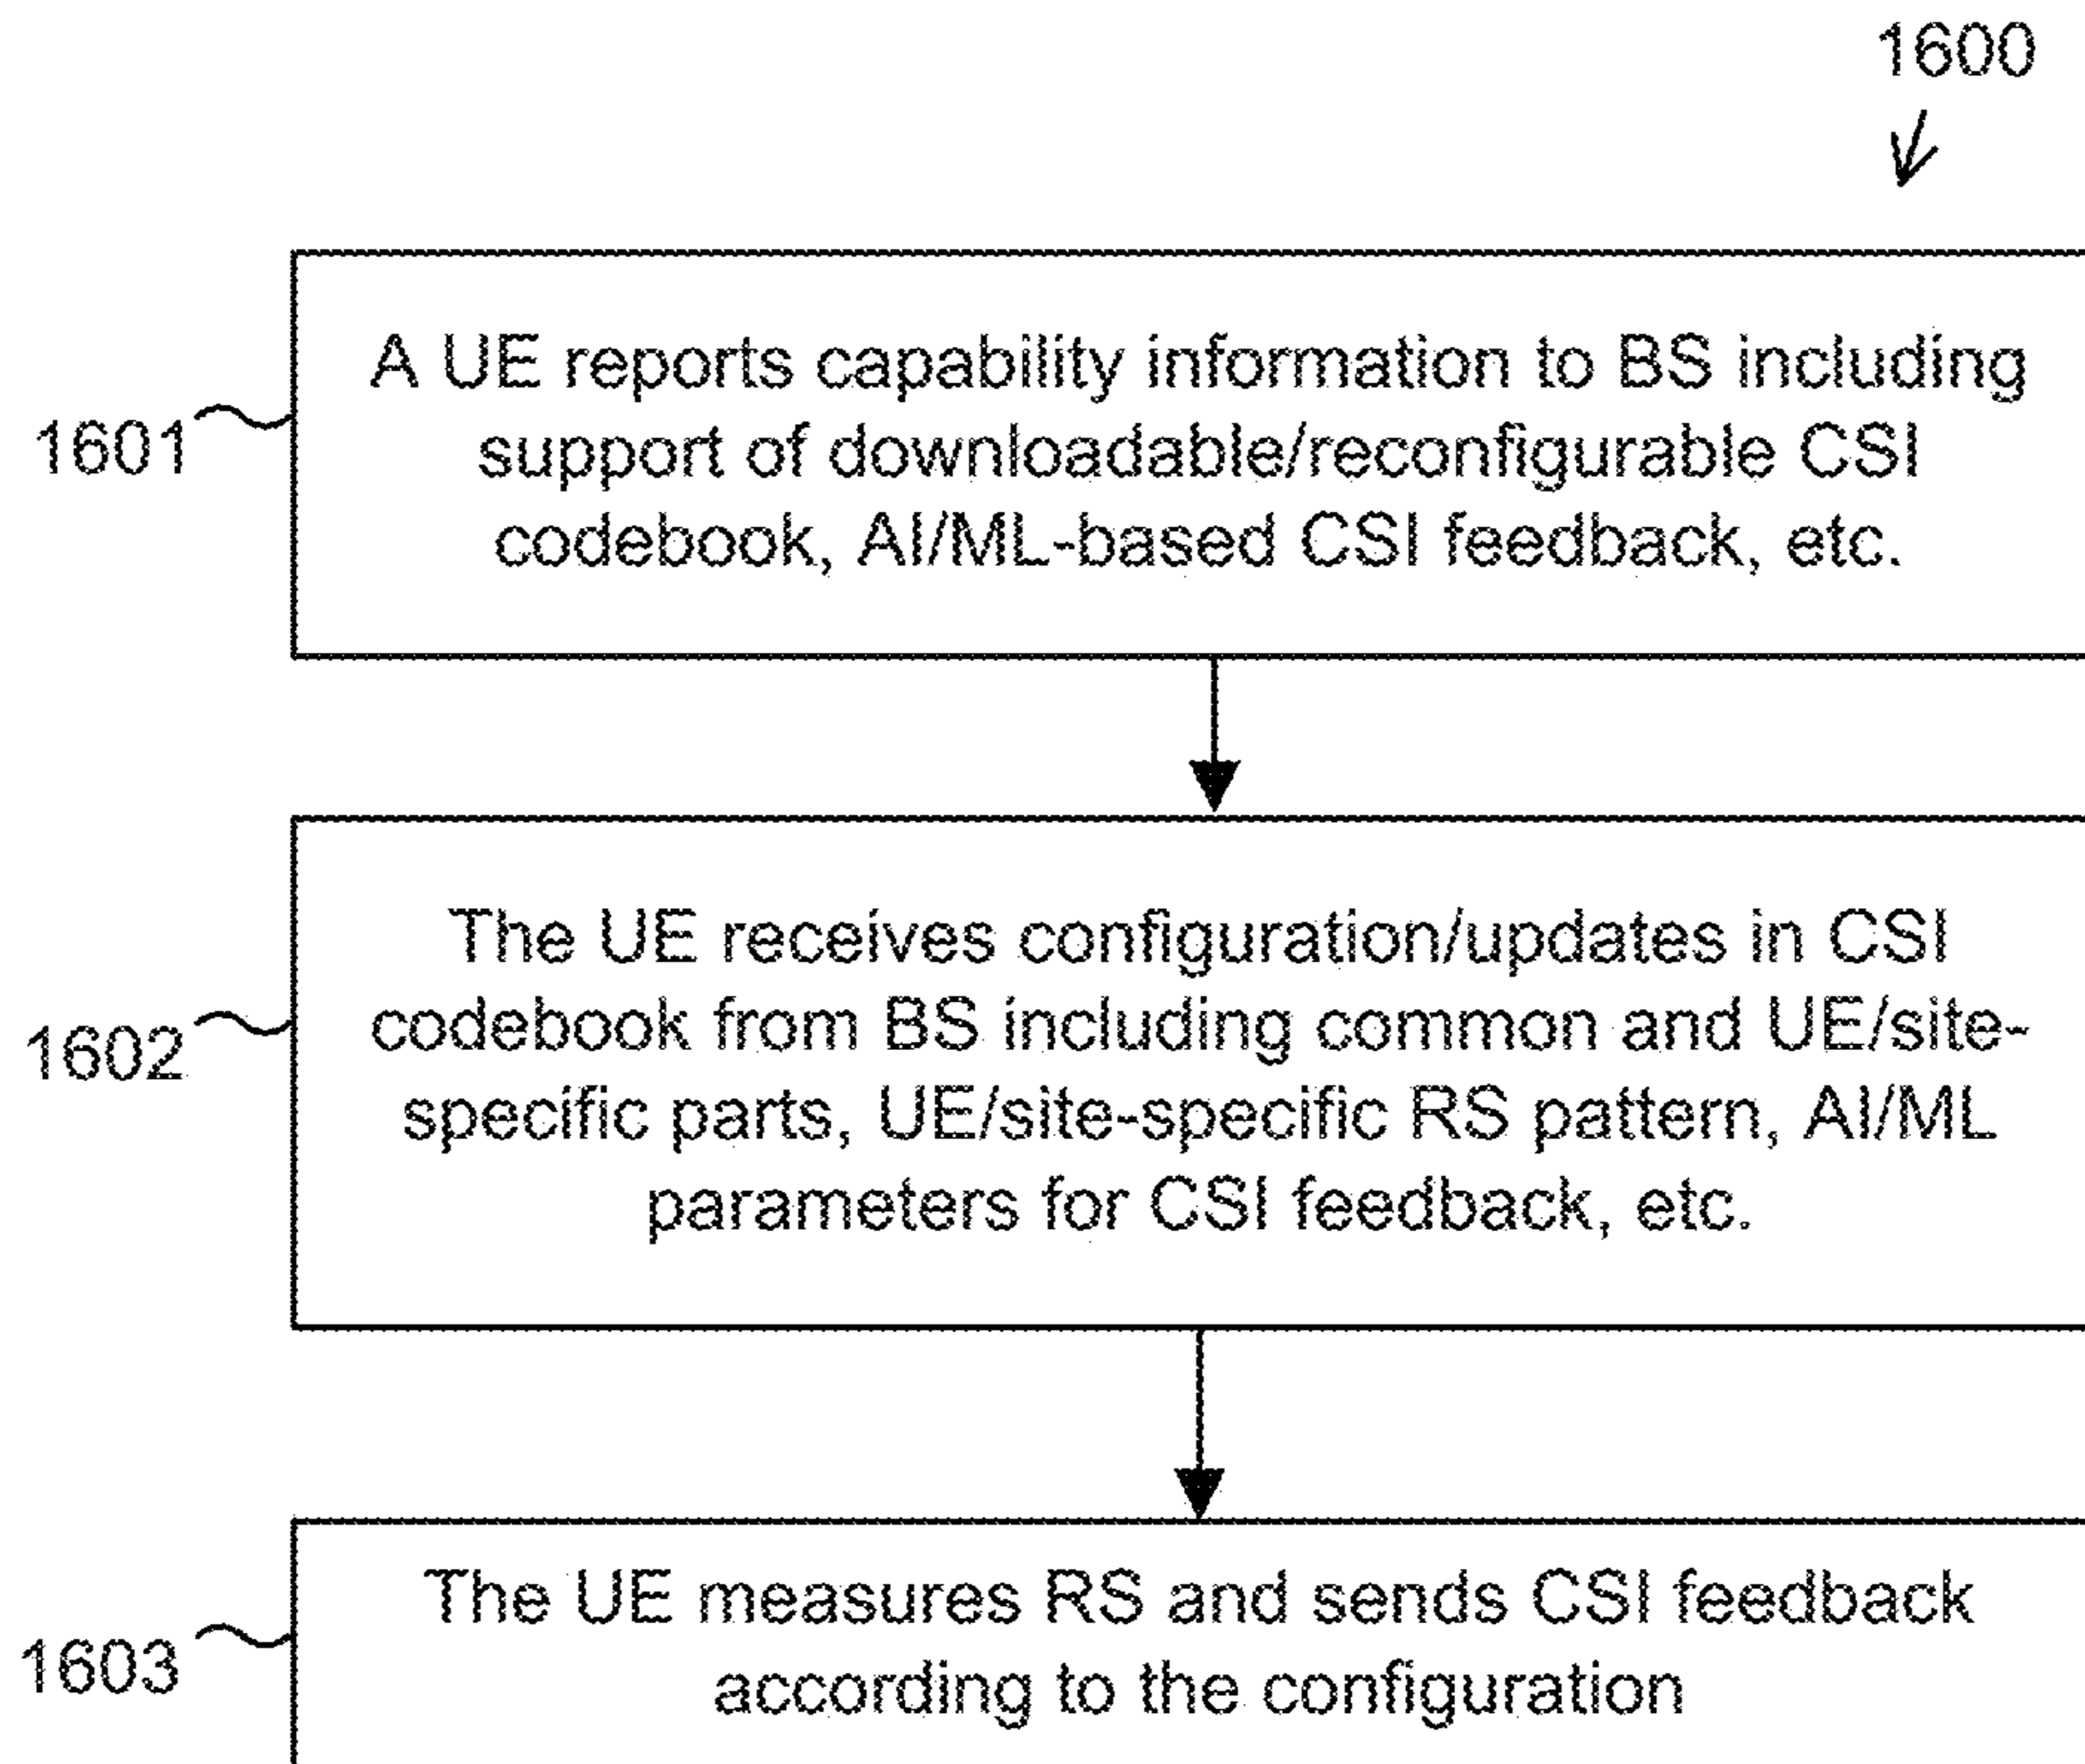 1600
A UE reports capability information to BS including
support of downloadable/reconfigurable CSI
codebook, AI/ML-based CSI feedback, etc.
1601
The UE receives configuration/updates in CSI
codebook from BS including common and UE/site-
specific parts, UE/site-specific RS pattern, AI/ML
parameters for CSI feedback, etc.
1602
The UE measures RS and sends CSI feedback
according to the configuration
1603